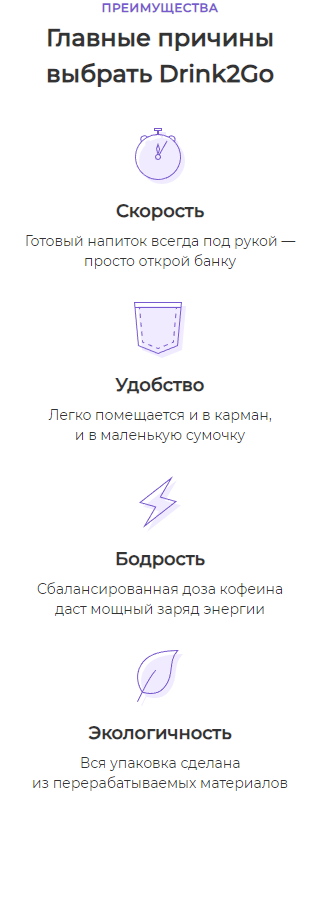 ПРЕИМУЩЕСТВА
Главные причины
выбрать Drink2Go
Скорость
Готовый напиток всегда под рукой —
просто открой банку
Удобство
Легко помещается и в карман,
и в маленькую сумочку
Бодрость
Сбалансированная доза кофеина
даст мощный заряд энергии
Экологичность
Вся упаковка сделана
из перерабатываемых материалов